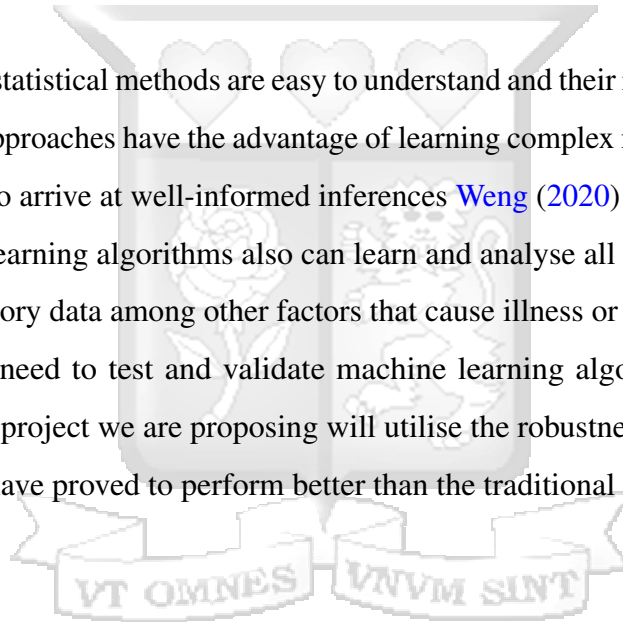 statistical methods are easy to understand and their
pproaches have the advantage of learning complex
o arrive at well-informed inferences Weng (2020)
earning algorithms also can learn and analyse all
ory data among other factors that cause illness or
need to test and validate machine learning algo
project we are proposing will utilise the robustne
have proved to perform better than the traditional
VT OMNES VNVM SINT